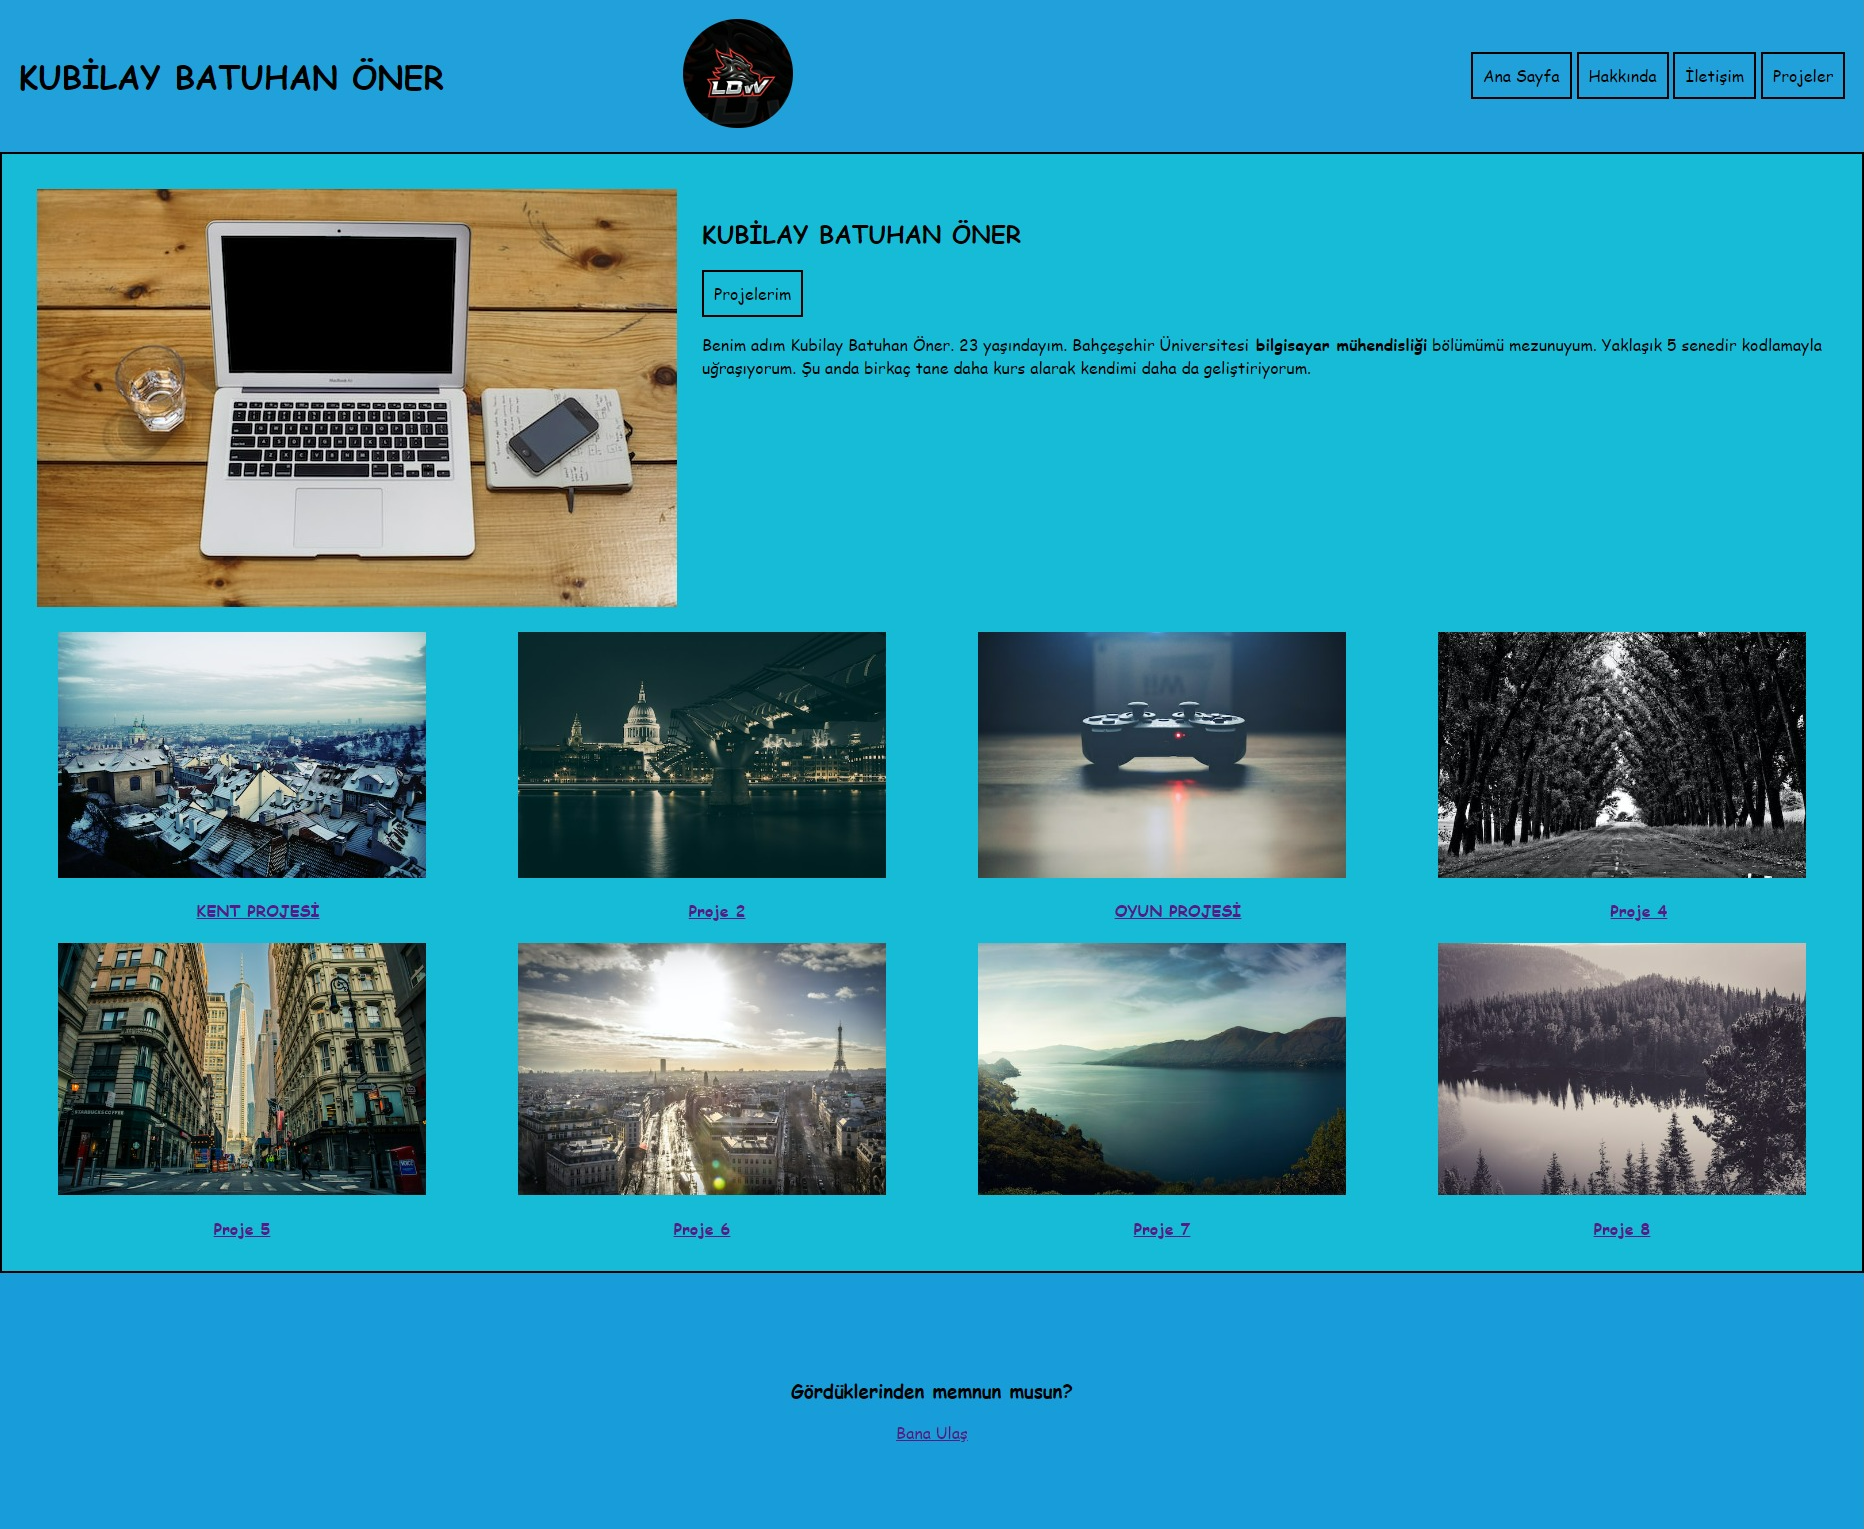 KUBİLAY BATUHAN ÖNER
LDW
Ana Sayfa
Hakkında
İletişim
Projeler
KUBİLAY BATUHAN ÖNER
Projelerim
Benim adım Kubilay Batuhan Öner. 23 yaşındayım. Bahçeşehir Üniversitesi bilgisayar mühendisliği bölümümü mezunuyum. Yaklaşık 5 senedir kodlamayla
uğraşıyorum. Şu anda birkaç tane daha kurs alarak kendimi daha da geliştiriyorum.
Wii
KENT PROJESİ
Proje 2
OYUN PROJESİ
Proje 4
STARBUCKS COFFEE
Proje 5
Proje 6
Proje 7
Proje 8
Gördüklerinden memnun musun?
Bana Ulaş